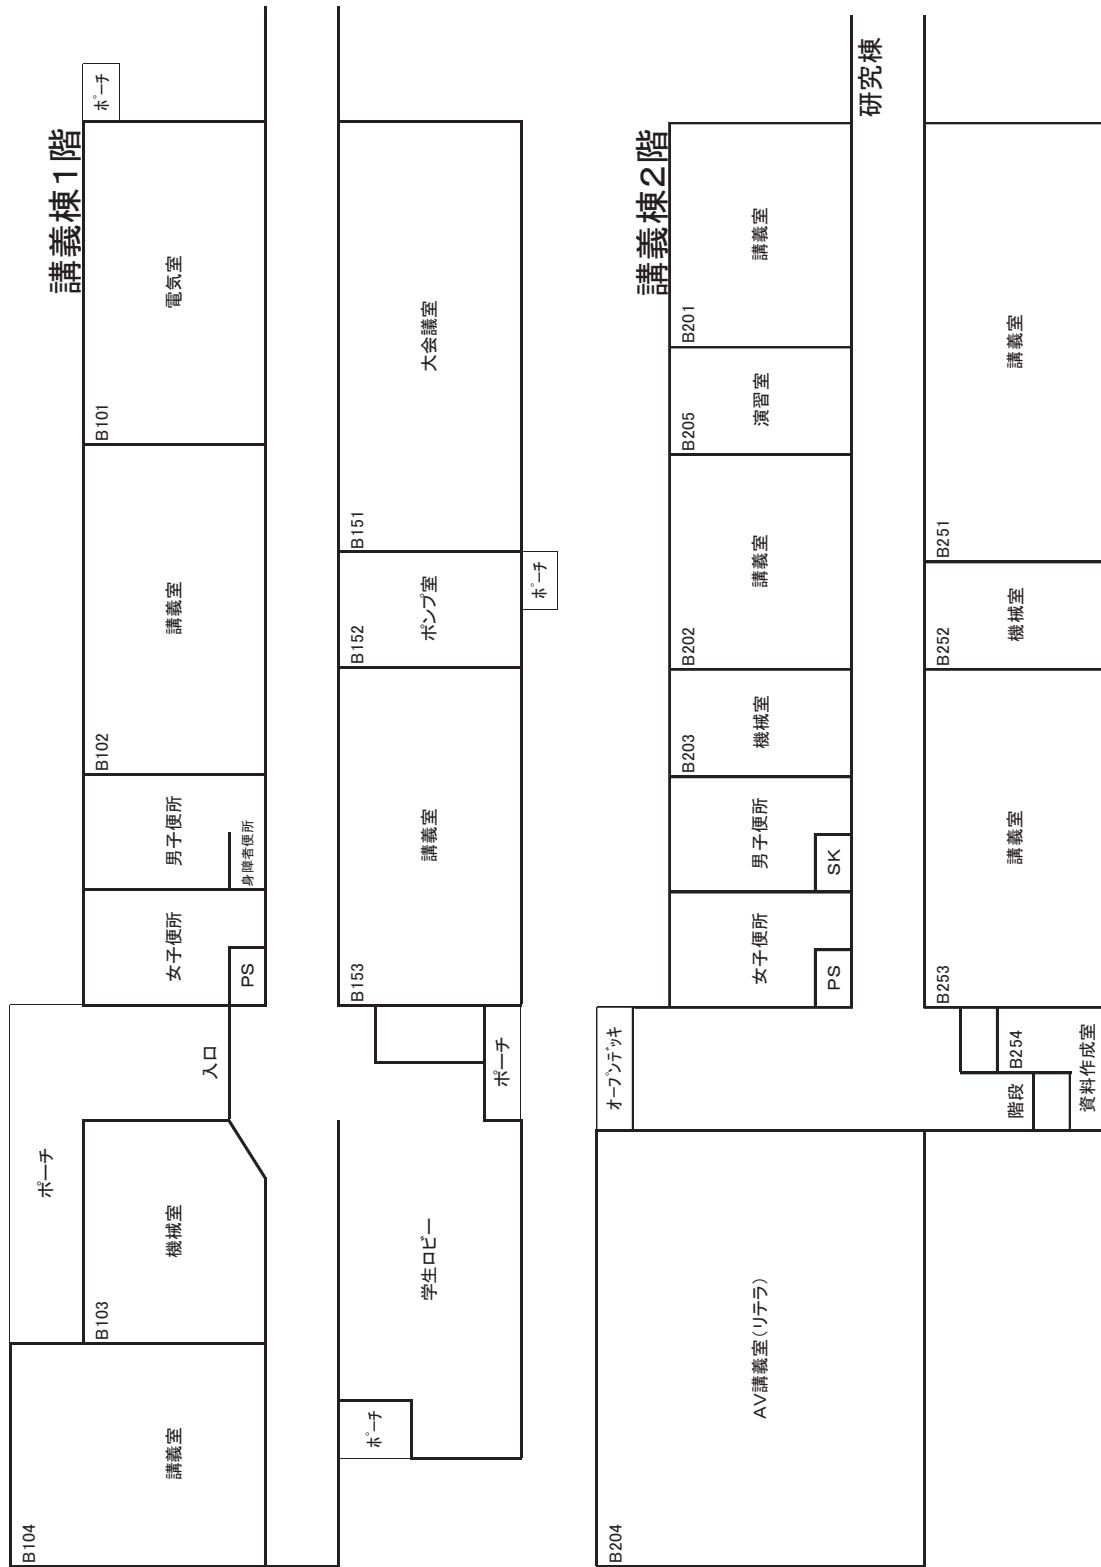 講義棟1階
B104
講義室
ポーチ
B103
機械室
入口
女子便所
PS
男子便所
身障者便所
B102
講義室
B101
電気室
ポーチ
ポーチ
学生ロビー
ポーチ
B153
講義室
B152
ポンプ室
ポーチ
B151
大会議室
講義棟2階
B204
AV講義室(リテラ)
オープンデッキ
女子便所
PS
男子便所
SK
B203
機械室
B202
講義室
B205
演習室
B201
講義室
研究棟
階段
B254
資料作成室
B253
講義室
B252
機械室
B251
講義室